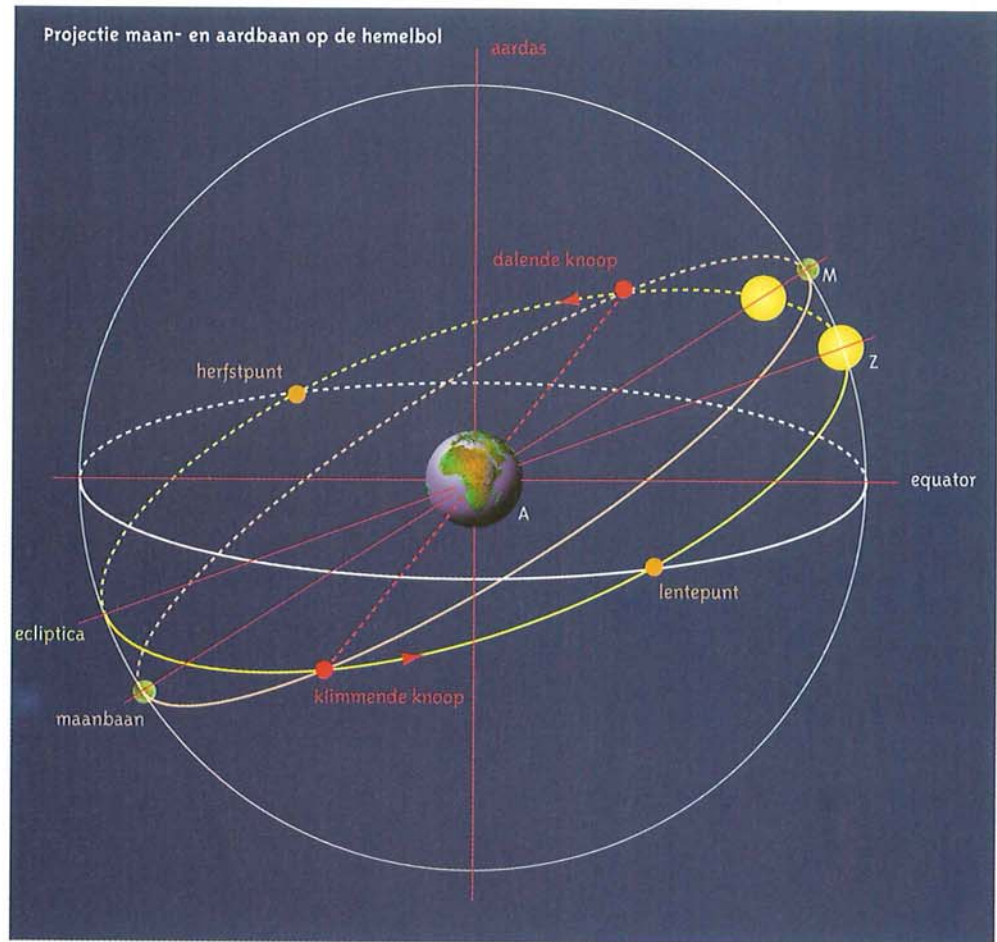 Projectie maan- en aardbaan op de hemelbol
aardas
dalende knoop
M
Z
herfstpunt
equator
A
lentepunt
ecliptica
klimmende knoop
maanbaan